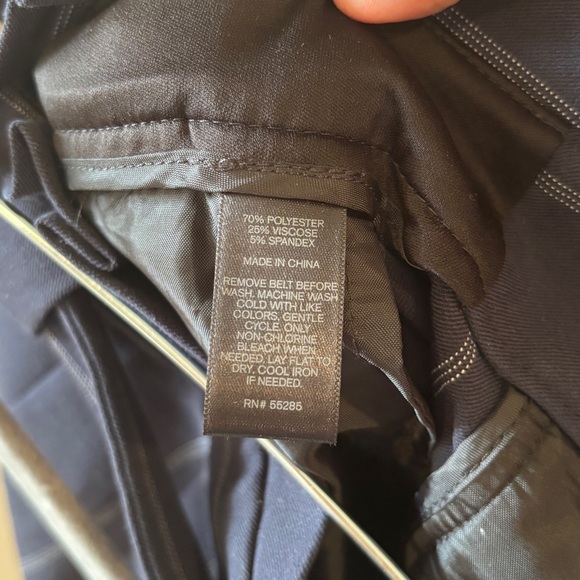 70% POLYESTER
25% VISCOSE
5% SPANDEX
MADE IN CHINA
REMOVE BELT BEFORE
WASH. MACHINE WASH
COLD WITH LIKE
COLORS, GENTLE
CYCLE. ONLY
NON-CHLORINE
BLEACH WHEN
NEEDED. LAY FLAT TO
DRY. COOL IRON
IF NEEDED.
RN# 55285